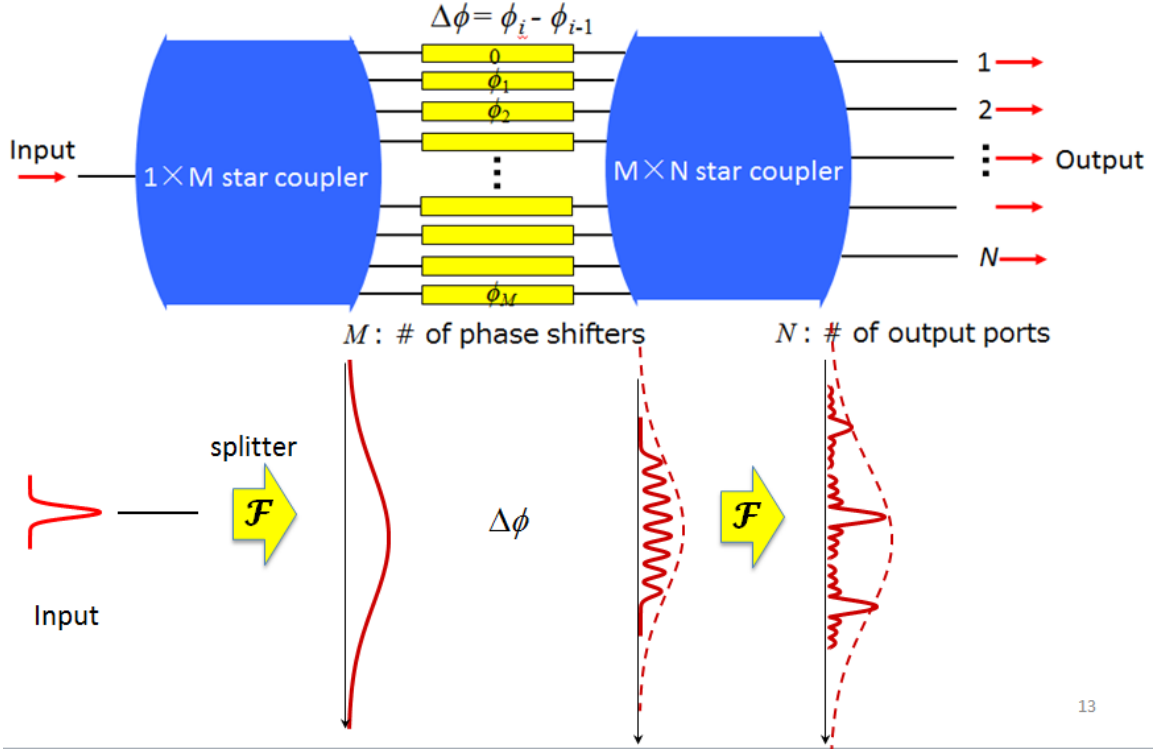 Δϕ = ϕi - ϕi-1
0
ϕ1
ϕ2
ϕM
Input
1×M star coupler
M×N star coupler
1
2
Output
N
M : # of phase shifters
N : # of output ports
splitter
ℱ
Δϕ
ℱ
Input
13